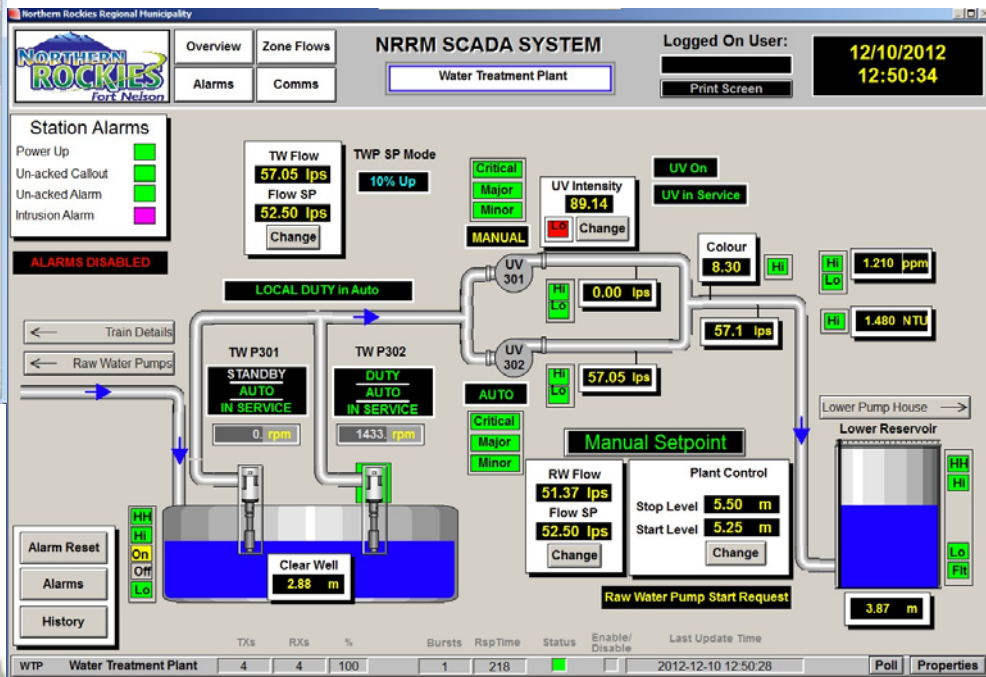 Northern Rockies Regional Municipality
NORTHERN
ROCKIES
Fort Nelson
Overview
Zone Flows
Alarms
Comms
NRRM SCADA SYSTEM
Water Treatment Plant
Logged On User:
Print Screen
12/10/2012
12:50:34
Station Alarms
Power Up
Un-acked Callout
Un-acked Alarm
Intrusion Alarm
ALARMS DISABLED
TW Flow
57.05 lps
Flow SP
52.50 lps
Change
TWP SP Mode
10% Up
Critical
Major
Minor
MANUAL
UV Intensity
89.14
Lo
Change
UV On
UV in Service
Colour
8.30
Hi
Hi
Lo
1.210 ppm
Hi
1.480 NTU
LOCAL DUTY in Auto
UV
301
Hi
Lo
0.00 lps
57.1 lps
UV
302
Hi
Lo
57.05 lps
AUTO
Critical
Major
Minor
Train Details
Raw Water Pumps
TW P301
STANDBY
AUTO
IN SERVICE
0. rpm
TW P302
DUTY
AUTO
IN SERVICE
1433. rpm
Manual Setpoint
RW Flow
51.37 lps
Flow SP
52.50 lps
Change
Plant Control
Stop Level 5.50 m
Start Level 5.25 m
Change
Raw Water Pump Start Request
Lower Pump House
Lower Reservoir
HH
Hi
Lo
Flt
3.87 m
Alarm Reset
Alarms
History
HH
Hi
On
Off
Lo
Clear Well
2.88 m
TXs RXs % Bursts RspTime Status Enable/ Disable Last Update Time
WTP Water Treatment Plant 4 4 100 1 218 2012-12-10 12:50:28 Poll Properties